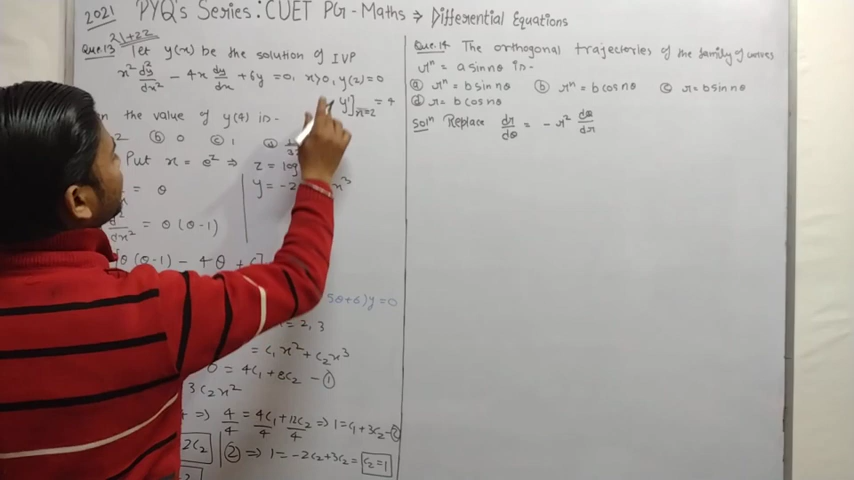 2021 PYQ's Series: CUET PG-Maths → Differential Equations
21+22
Que.13 let y(x) be the solution of IVP
x² d²y/dx² - 4x dy/dx + 6y = 0, x>0, y(2)=0
y']x=2 = 4
the value of y(4) is -
2 (b) 0 (c) 1 (d)
Put x = e^z ⇒ z = log
= θ
y = -2 x³
d²/dx² = θ(θ-1)
[θ(θ-1) - 4θ + 6]
5θ+6)y=0
= 2, 3
= c₁x² + c₂x³
0 = 4c₁ + 8c₂ - ①
3c₂x²
⇒ 4/4 = 4c₁/4 + 12c₂/4 ⇒ 1 = c₁ + 3c₂ - ②
2c₂ ② ⇒ 1 = -2c₂ + 3c₂ = c₂=1
Que.14 The orthogonal trajectories of the family of curves
rⁿ = a sin nθ is -
(a) rⁿ = b sin nθ (b) rⁿ = b cos nθ (c) r = b sin nθ
(d) r = b cos nθ
Solⁿ Replace dr/dθ = -r² dθ/dr